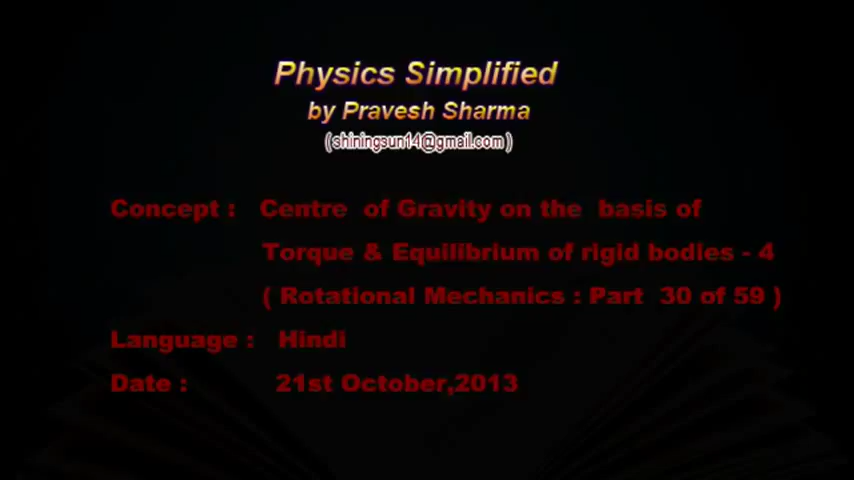 Physics Simplified
by Pravesh Sharma
(shiningsun14@gmail.com)
Concept : Centre of Gravity on the basis of
Torque & Equilibrium of rigid bodies - 4
( Rotational Mechanics : Part 30 of 59 )
Language : Hindi
Date : 21st October,2013